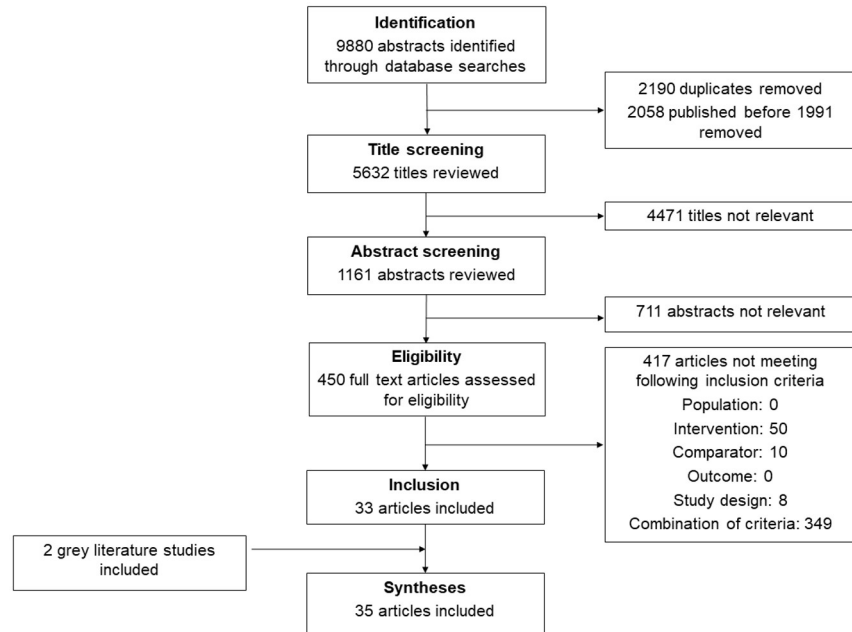 Identification
9880 abstracts identified
through database searches
2190 duplicates removed
2058 published before 1991
removed
Title screening
5632 titles reviewed
4471 titles not relevant
Abstract screening
1161 abstracts reviewed
711 abstracts not relevant
Eligibility
450 full text articles assessed
for eligibility
417 articles not meeting
following inclusion criteria
Population: 0
Intervention: 50
Comparator: 10
Outcome: 0
Study design: 8
Combination of criteria: 349
Inclusion
33 articles included
2 grey literature studies
included
Syntheses
35 articles included